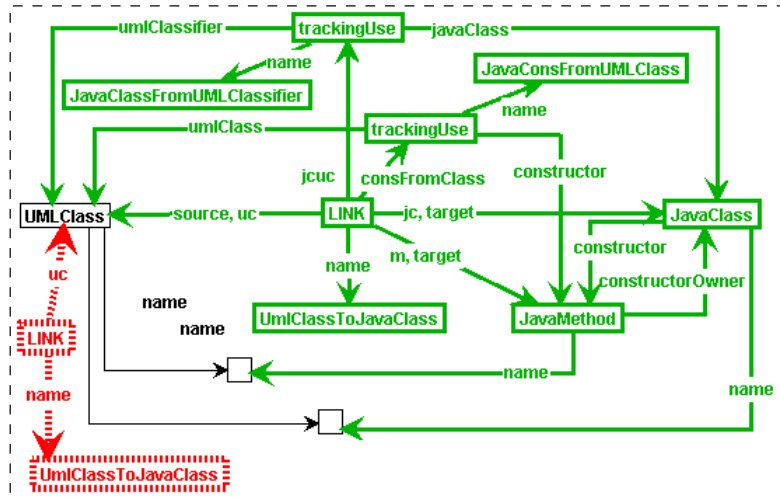 umlClassifier
trackingUse
javaClass
name
JavaConsFromUMLClass
JavaClassFromUMLClassifier
name
umlClass
trackingUse
jcuc
consFromClass
constructor
UMLClass
source, uc
LINK
jc, target
JavaClass
constructor
m, target
name
constructorOwner
uc
name
name
UmlClassToJavaClass
JavaMethod
LINK
name
name
name
UmlClassToJavaClass